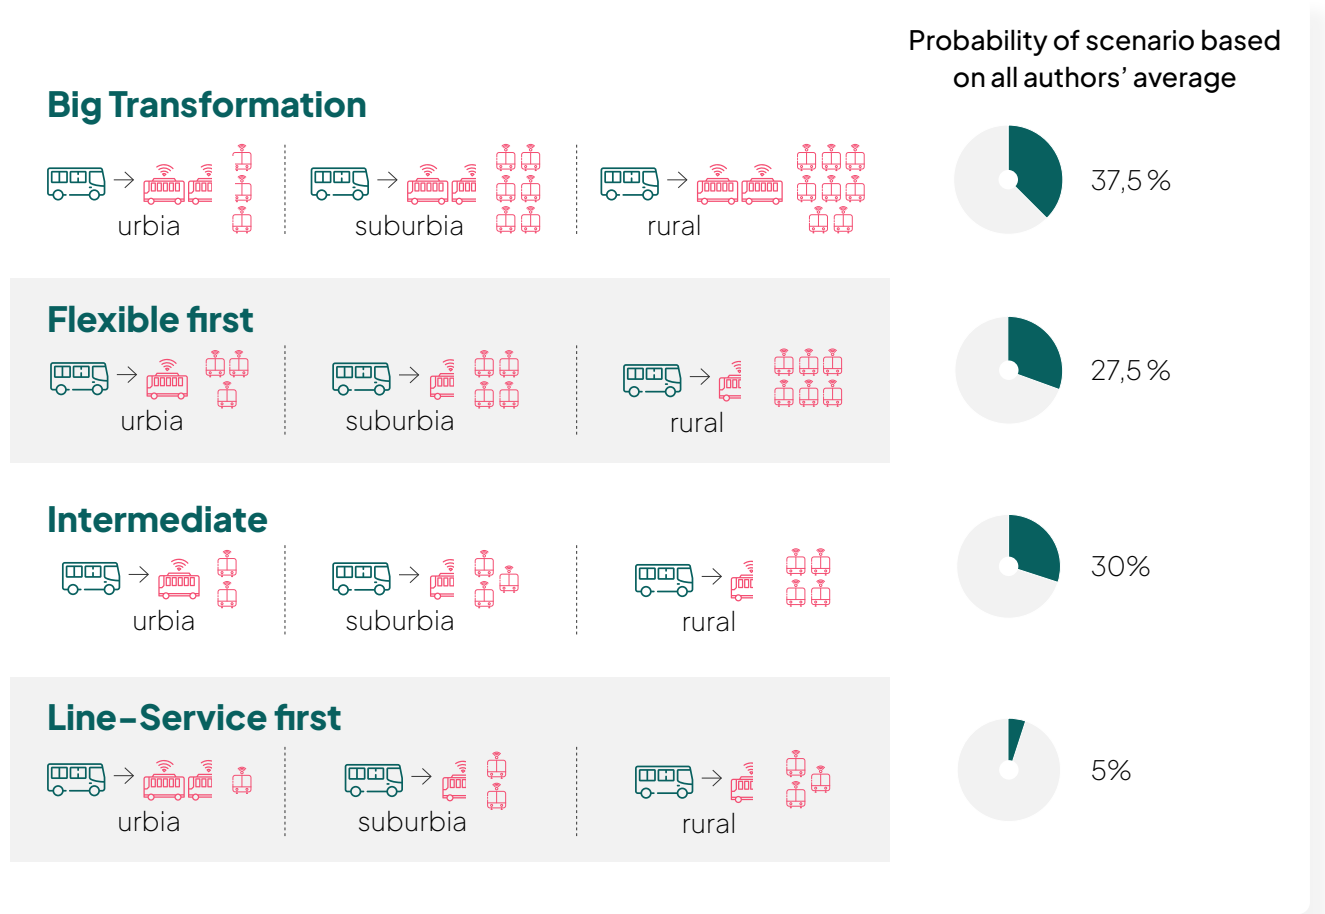 Probability of scenario based
on all authors’ average
Big Transformation
urbia
suburbia
rural
37,5 %
Flexible first
urbia
suburbia
rural
27,5 %
Intermediate
urbia
suburbia
rural
30%
Line-Service first
urbia
suburbia
rural
5%